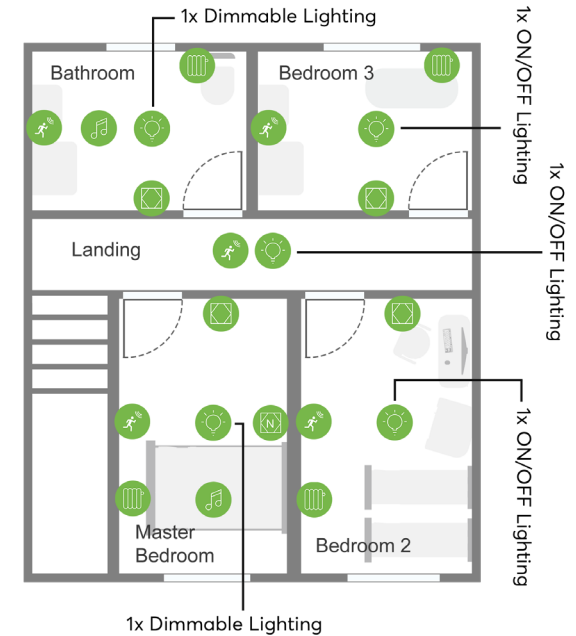 1x Dimmable Lighting
Bathroom
Bedroom 3
1x ON/OFF Lighting
Landing
1x ON/OFF Lighting
N
Master
Bedroom
Bedroom 2
1x ON/OFF Lighting
1x Dimmable Lighting